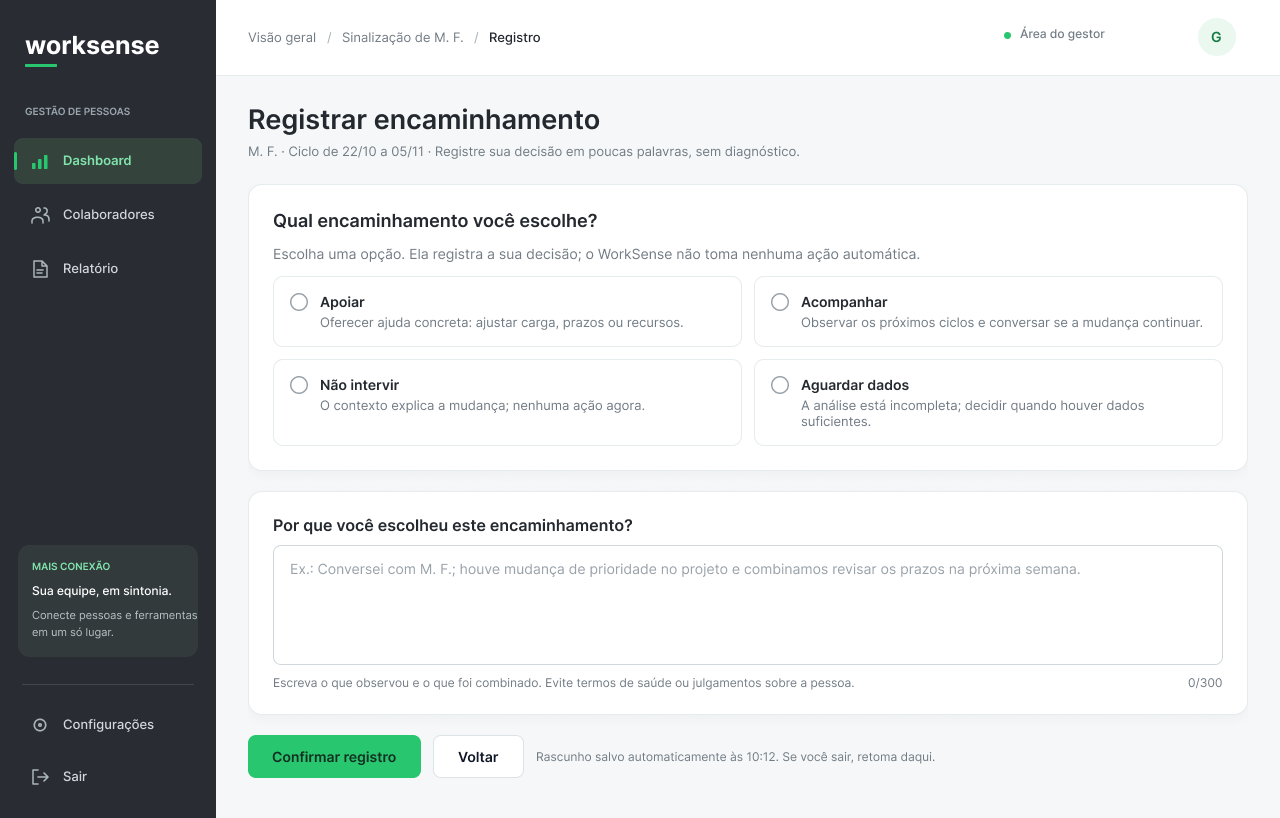 worksense
GESTÃO DE PESSOAS
Dashboard
Colaboradores
Relatório
MAIS CONEXÃO
Sua equipe, em sintonia.
Conecte pessoas e ferramentas
em um só lugar.
Configurações
Sair
Visão geral / Sinalização de M. F. / Registro
Área do gestor
G
Registrar encaminhamento
M. F. · Ciclo de 22/10 a 05/11 · Registre sua decisão em poucas palavras, sem diagnóstico.
Qual encaminhamento você escolhe?
Escolha uma opção. Ela registra a sua decisão; o WorkSense não toma nenhuma ação automática.
Apoiar
Oferecer ajuda concreta: ajustar carga, prazos ou recursos.
Acompanhar
Observar os próximos ciclos e conversar se a mudança continuar.
Não intervir
O contexto explica a mudança; nenhuma ação agora.
Aguardar dados
A análise está incompleta; decidir quando houver dados
suficientes.
Por que você escolheu este encaminhamento?
Ex.: Conversei com M. F.; houve mudança de prioridade no projeto e combinamos revisar os prazos na próxima semana.
Escreva o que observou e o que foi combinado. Evite termos de saúde ou julgamentos sobre a pessoa.
0/300
Confirmar registro
Voltar
Rascunho salvo automaticamente às 10:12. Se você sair, retoma daqui.